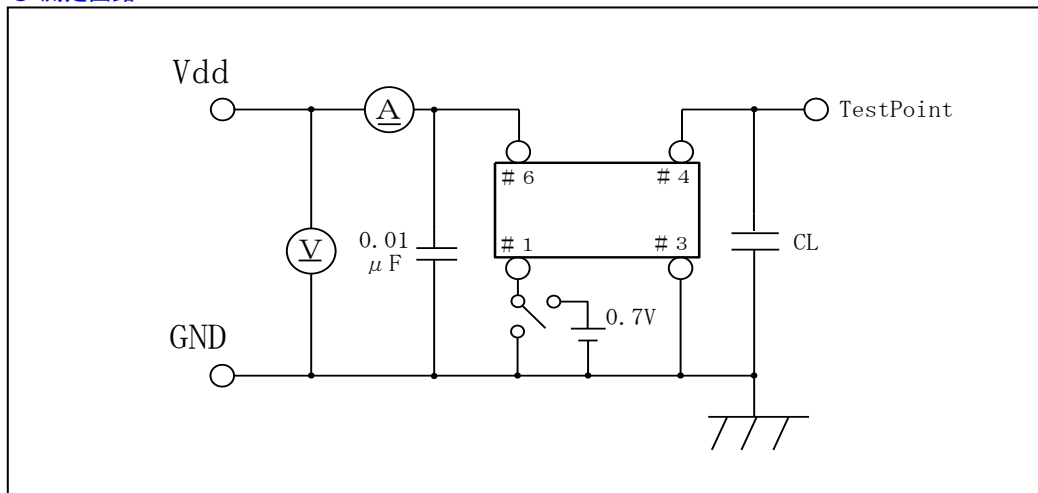 Vdd
A
TestPoint
＃6
＃4
V
0.01
μF
＃1
＃3
CL
0.7V
GND